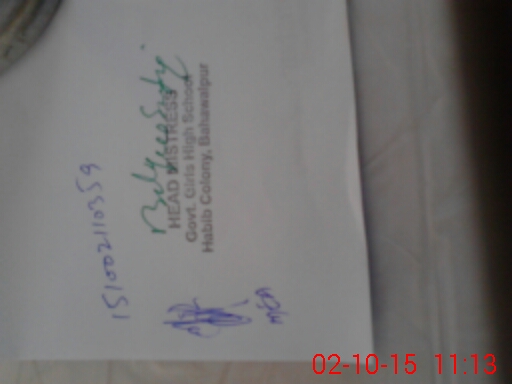 151002110359
HEAD MISTRESS
Govt. Girls High School
Habib Colony, Bahawalpur
02-10-15 11:13